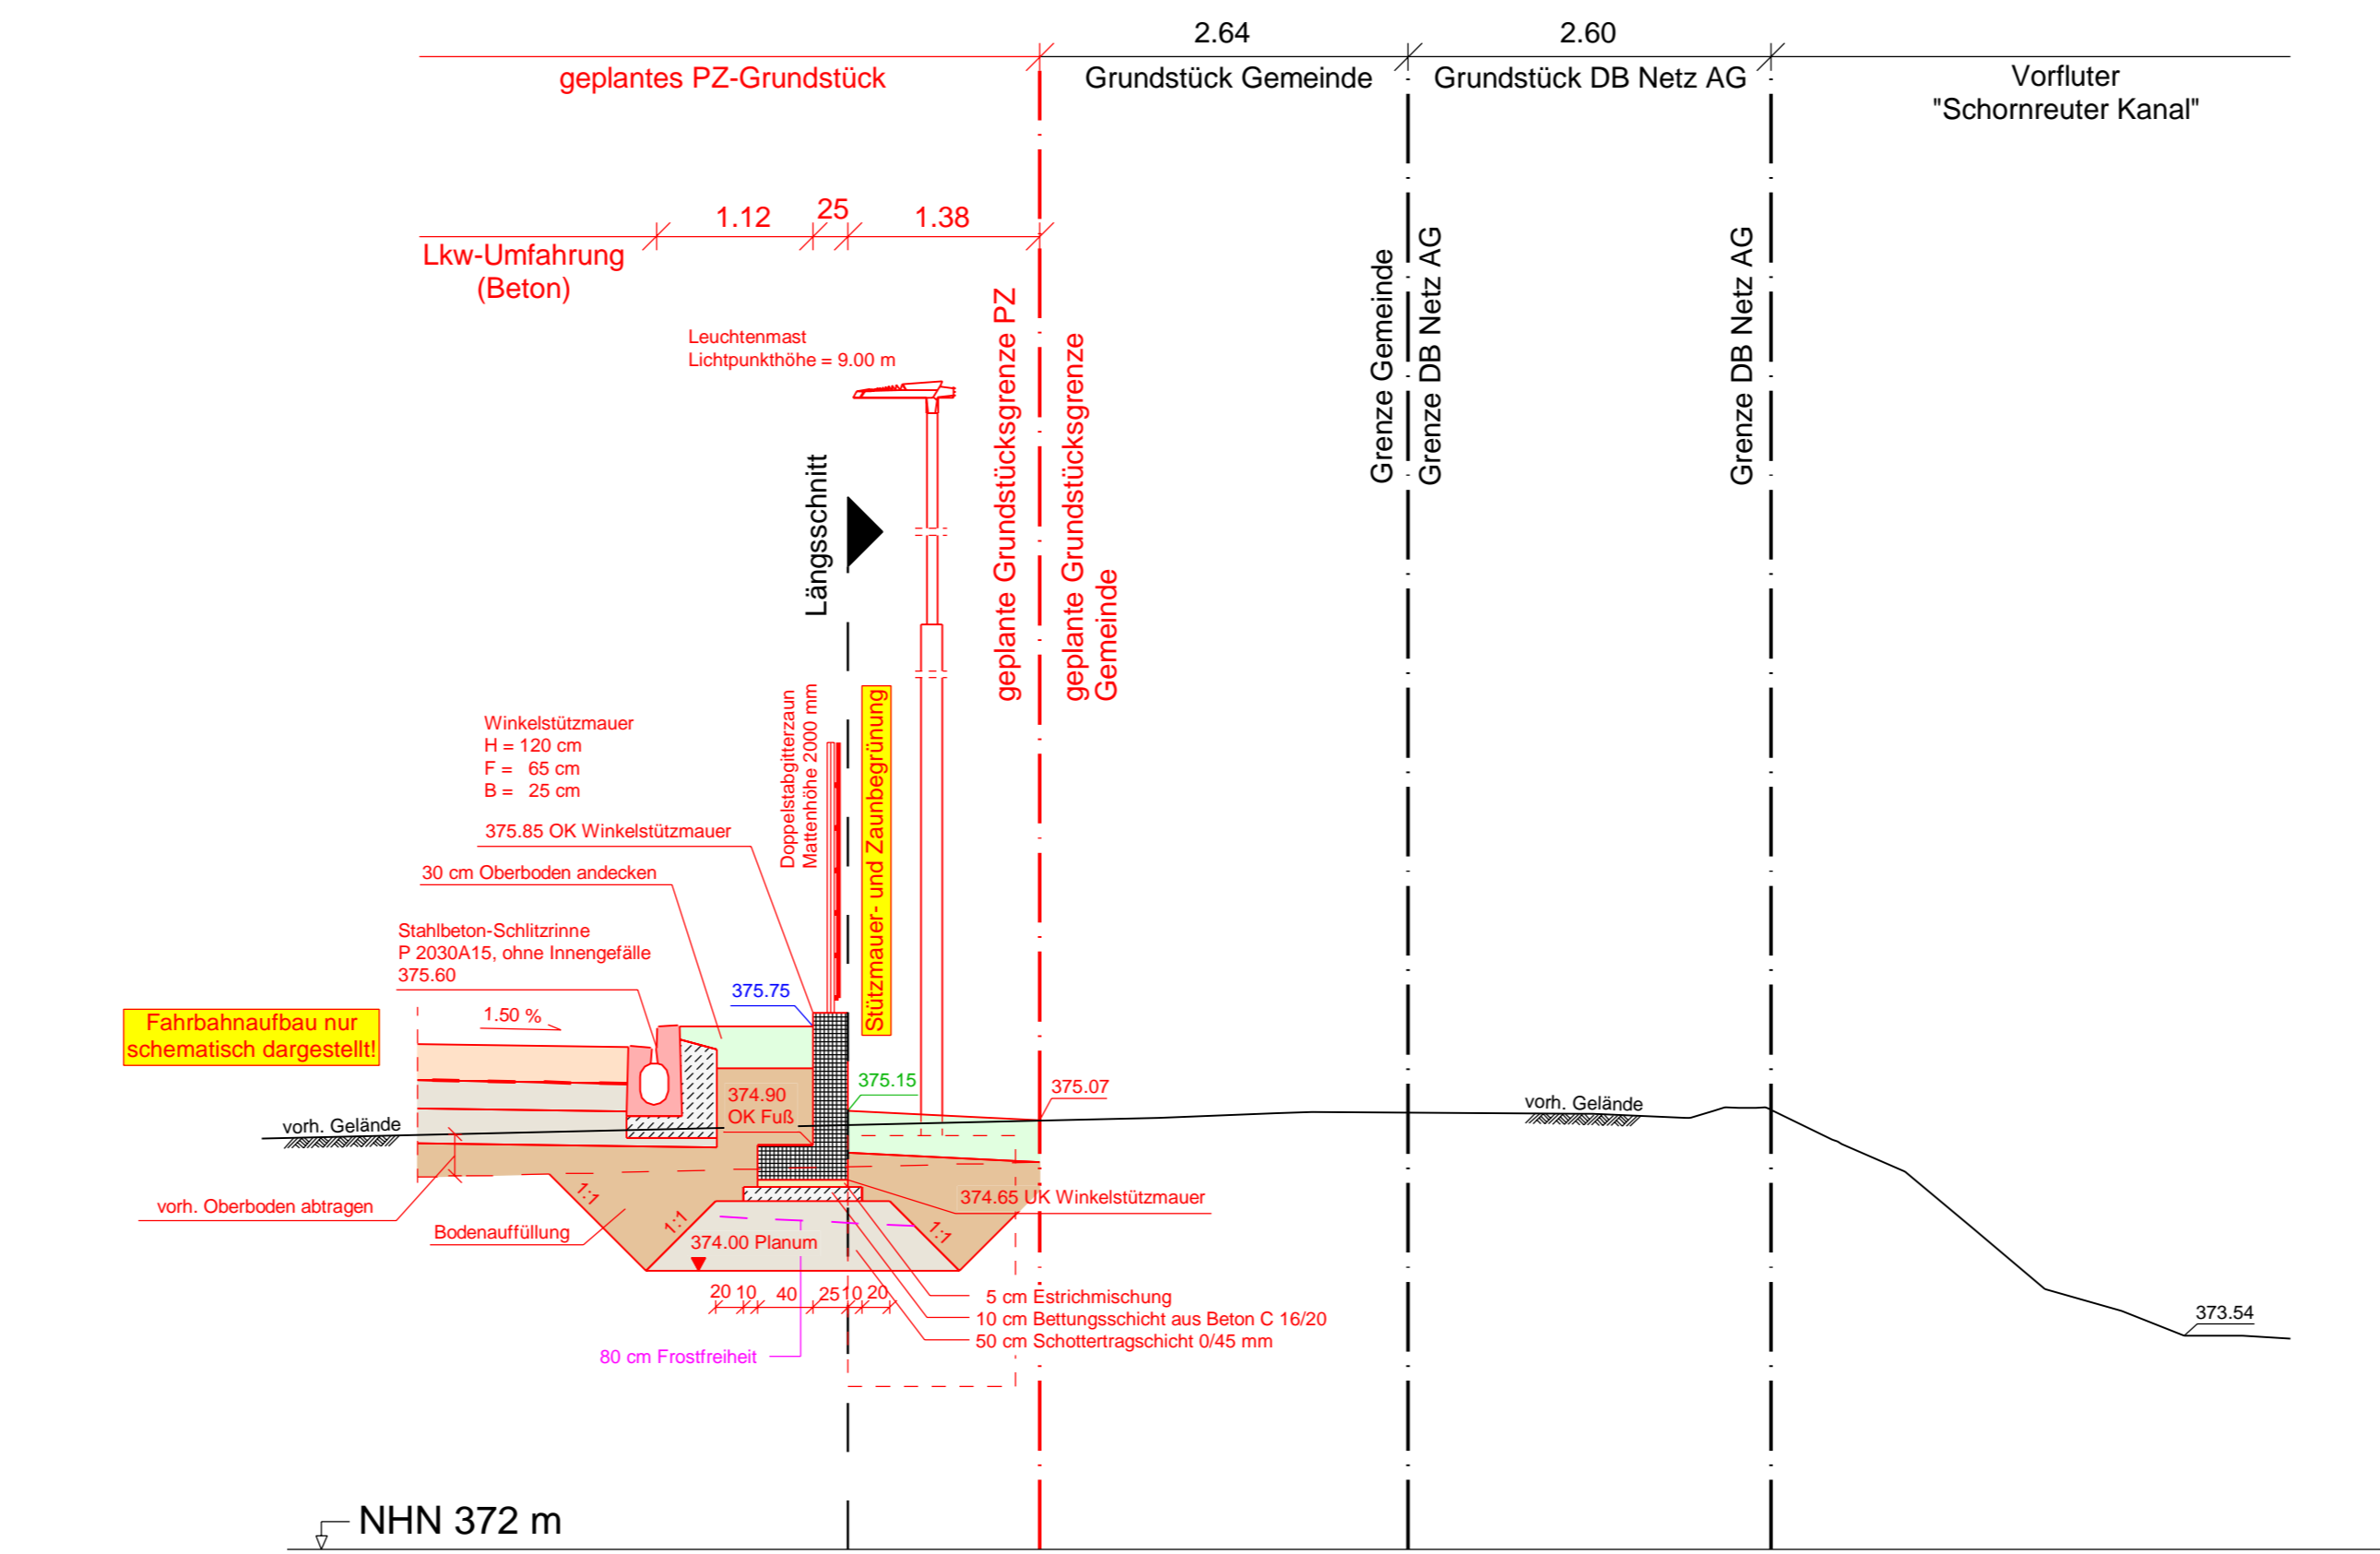 2.64
2.60
geplantes PZ-Grundstück
Grundstück Gemeinde
Grundstück DB Netz AG
Vorfluter
"Schornreuter Kanal"
1.12
25
1.38
Lkw-Umfahrung
(Beton)
Leuchtenmast
Lichtpunkthöhe = 9.00 m
geplante Grundstücksgrenze PZ
geplante Grundstücksgrenze
Gemeinde
Grenze Gemeinde
Grenze DB Netz AG
Grenze DB Netz AG
Längsschnitt
Winkelstützmauer
H = 120 cm
F = 65 cm
B = 25 cm
Doppelstabgitterzaun
Mattenhöhe 2000 mm
Stützmauer- und Zaunbegrünung
375.85 OK Winkelstützmauer
30 cm Oberboden andecken
Stahlbeton-Schlitzrinne
P 2030A15, ohne Innengefälle
375.60
375.75
1.50 %
Fahrbahnaufbau nur
schematisch dargestellt!
374.90
OK Fuß
375.15
375.07
vorh. Gelände
vorh. Gelände
vorh. Oberboden abtragen
1:1
1:1
1:1
374.65 UK Winkelstützmauer
Bodenauffüllung
374.00 Planum
20 10 40 25 10 20
5 cm Estrichmischung
10 cm Bettungsschicht aus Beton C 16/20
50 cm Schottertragschicht 0/45 mm
80 cm Frostfreiheit
373.54
NHN 372 m